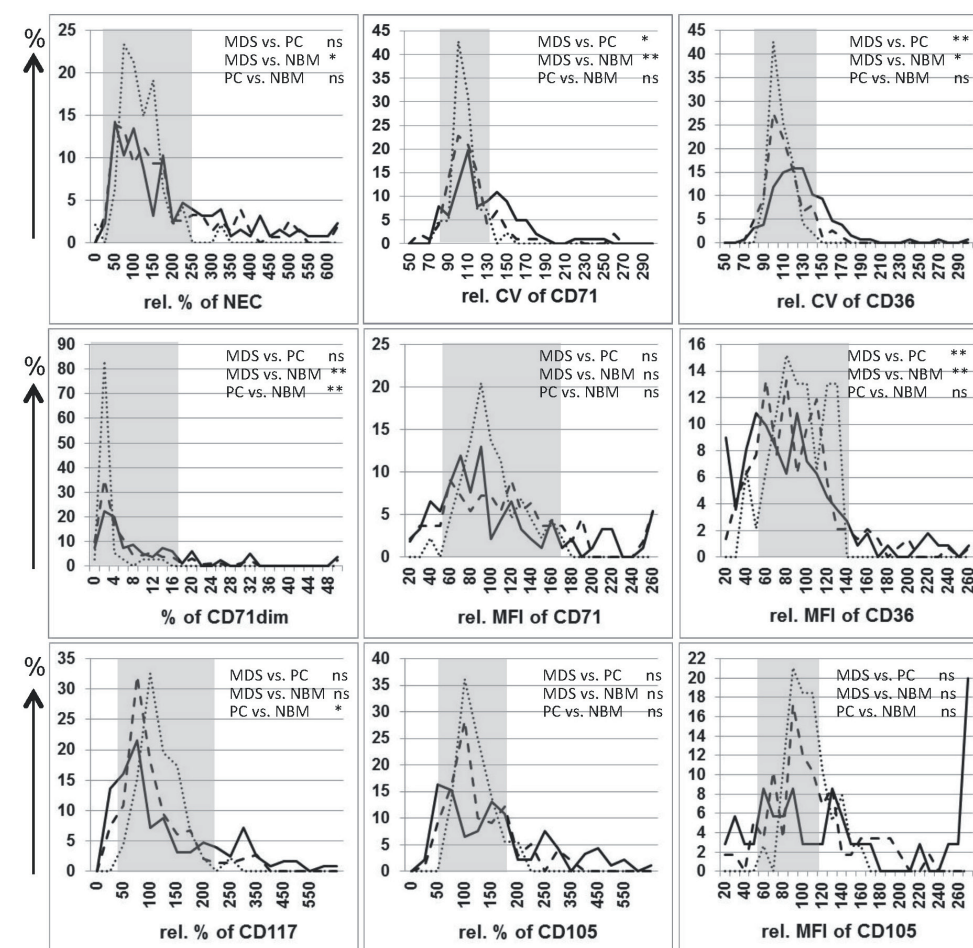 %
25
20
15
10
5
0
MDS vs. PC ns
MDS vs. NBM *
PC vs. NBM ns
0 50 100 150 200 250 300 350 400 450 500 550 600
rel. % of NEC
45
40
35
30
25
20
15
10
5
0
MDS vs. PC *
MDS vs. NBM **
PC vs. NBM ns
50 70 90 110 130 150 170 190 210 230 250 270 290
rel. CV of CD71
45
40
35
30
25
20
15
10
5
0
MDS vs. PC **
MDS vs. NBM *
PC vs. NBM ns
50 70 90 110 130 150 170 190 210 230 250 270 290
rel. CV of CD36
%
90
80
70
60
50
40
30
20
10
0
MDS vs. PC ns
MDS vs. NBM **
PC vs. NBM **
0 4 8 12 16 20 24 28 32 36 40 44 48
% of CD71dim
25
20
15
10
5
0
MDS vs. PC ns
MDS vs. NBM ns
PC vs. NBM ns
20 40 60 80 100 120 140 160 180 200 220 240 260
rel. MFI of CD71
16
14
12
10
8
6
4
2
0
MDS vs. PC **
MDS vs. NBM **
PC vs. NBM ns
20 40 60 80 100 120 140 160 180 200 220 240 260
rel. MFI of CD36
%
35
30
25
20
15
10
5
0
MDS vs. PC ns
MDS vs. NBM ns
PC vs. NBM *
0 50 100 150 200 250 300 350 450 550
rel. % of CD117
40
35
30
25
20
15
10
5
0
MDS vs. PC ns
MDS vs. NBM ns
PC vs. NBM ns
0 50 100 150 200 250 350 450 550
rel. % of CD105
22
20
18
16
14
12
10
8
6
4
2
0
MDS vs. PC ns
MDS vs. NBM ns
PC vs. NBM ns
20 40 60 80 100 120 140 160 180 200 220 240 260
rel. MFI of CD105